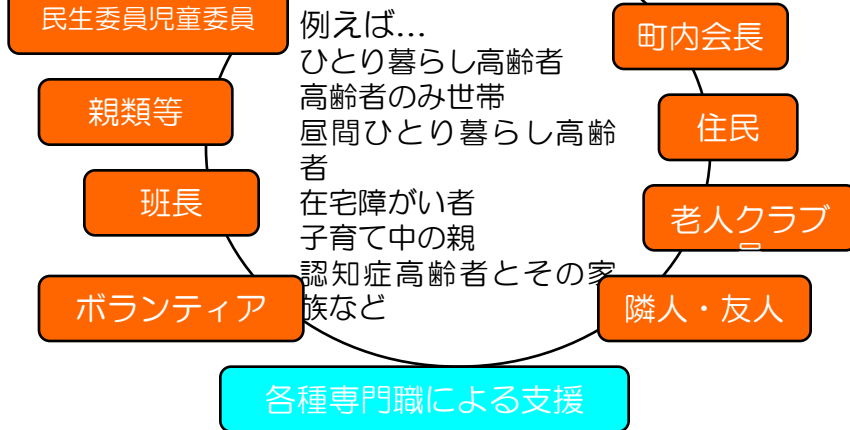 民生委員児童委員
親類等
班長
ボランティア
例えば…
ひとり暮らし高齢者
高齢者のみ世帯
昼間ひとり暮らし高齢
者
在宅障がい者
子育て中の親
認知症高齢者とその家
族など
町内会長
住民
老人クラブ
隣人・友人
各種専門職による支援